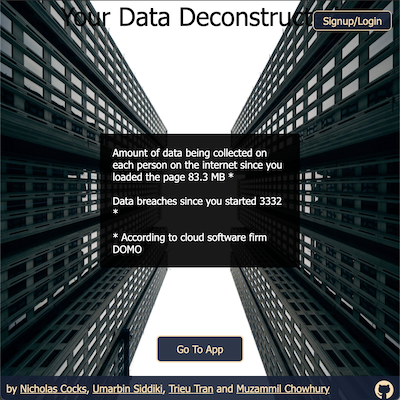 Your Data Deconstruct
Signup/Login
Amount of data being collected on
each person on the internet since you
loaded the page 83.3 MB *
Data breaches since you started 3332
*
* According to cloud software firm
DOMO
Go To App
by Nicholas Cocks, Umarbin Siddiki, Trieu Tran and Muzammil Chowhury